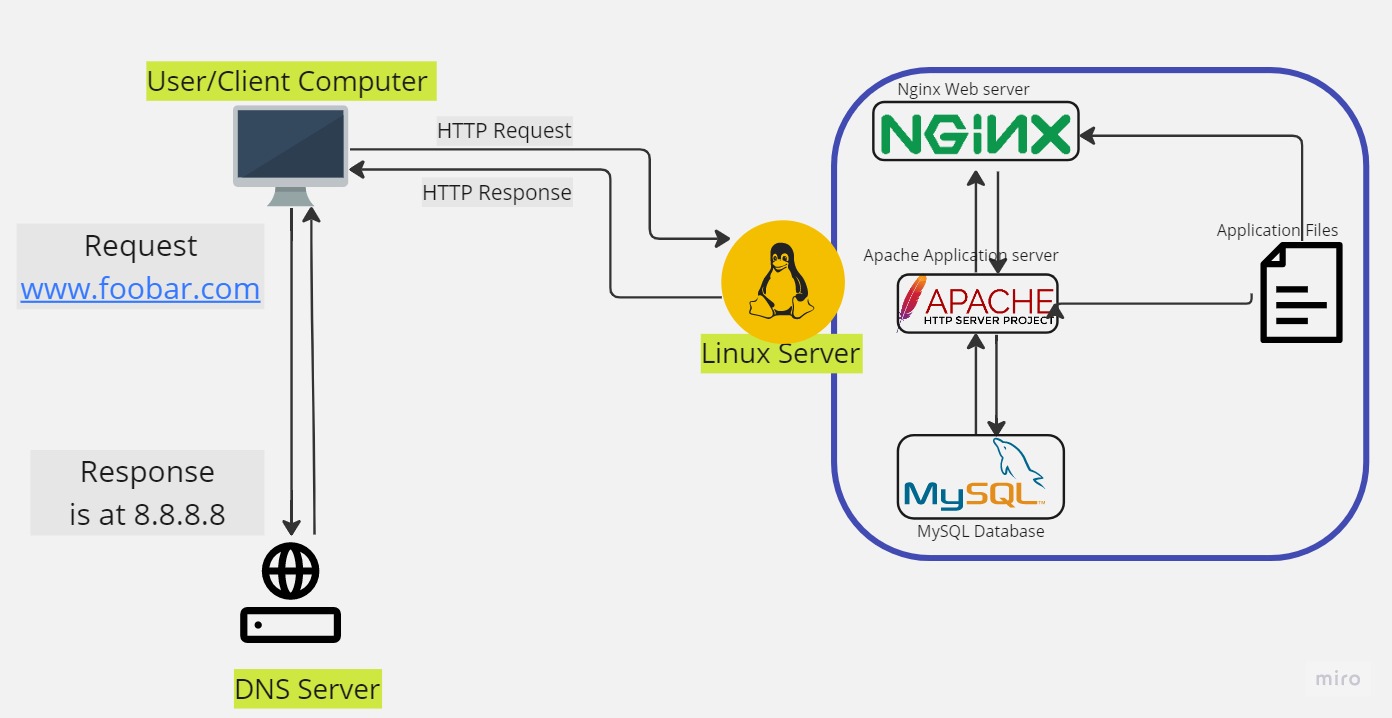 User/Client Computer
HTTP Request
HTTP Response
Request
www.foobar.com
Response
is at 8.8.8.8
DNS Server
Linux Server
Nginx Web server
NGiNX
Application Files
Apache Application server
APACHE
HTTP SERVER PROJECT
MySQL
TM
MySQL Database
miro